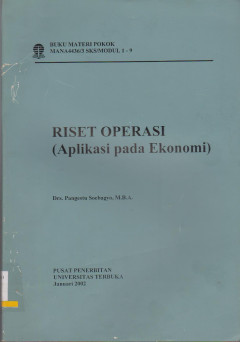 BUKU MATERI POKOK
MANA4436/3 SKS/MODUL 1 - 9
RISET OPERASI
(Aplikasi pada Ekonomi)
Drs. Pangestu Soebagyo, M.B.A.
PUSAT PENERBITAN
UNIVERSITAS TERBUKA
Januari 2002